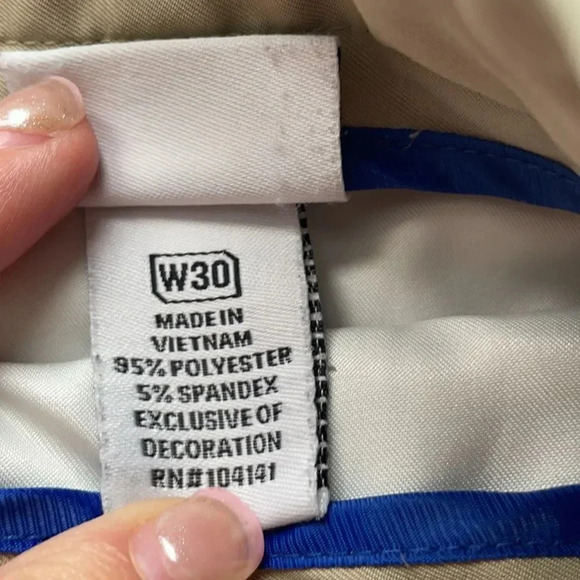 W30
MADE IN
VIETNAM
95% POLYESTER
5% SPANDEX
EXCLUSIVE OF
DECORATION
RN#104141